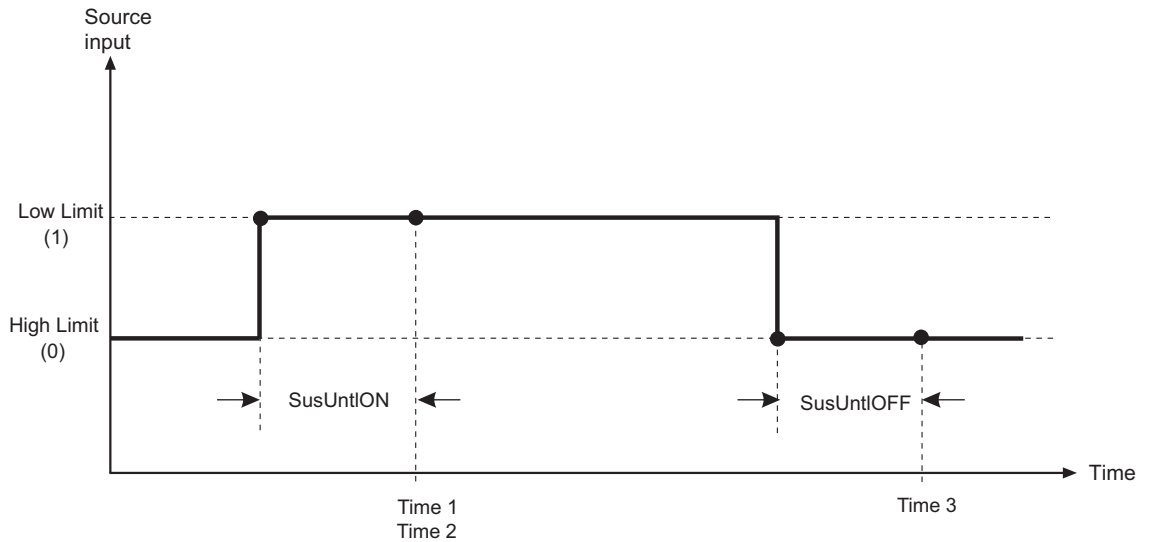 Source
input
Low Limit
(1)
High Limit
(0)
SusUntlON
SusUntlOFF
Time
Time 1
Time 2
Time 3